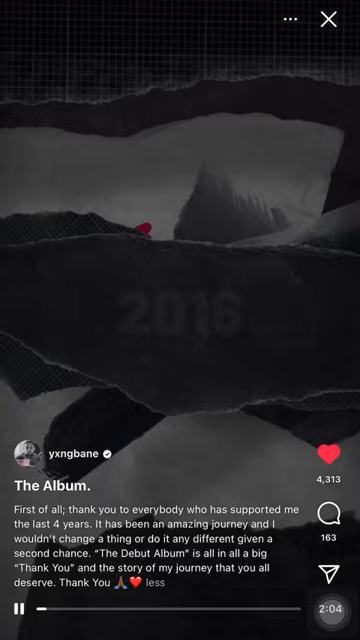 2016
yxngbane
The Album.
First of all; thank you to everybody who has supported me
the last 4 years. It has been an amazing journey and I
wouldn’t change a thing or do it any different given a
second chance. “The Debut Album” is all in all a big
“Thank You” and the story of my journey that you all
deserve. Thank You 🙏🏾❤️ less
4,313
163
2:04